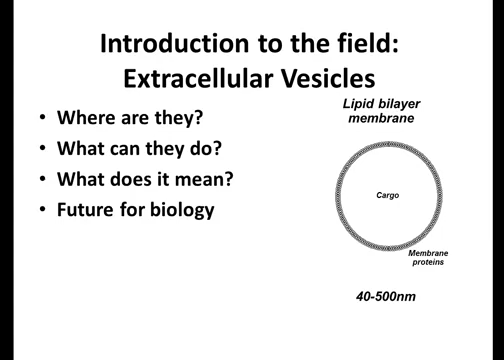 Introduction to the field:
Extracellular Vesicles
• Where are they?
• What can they do?
• What does it mean?
• Future for biology
Lipid bilayer
membrane
Cargo
Membrane
proteins
40-500nm